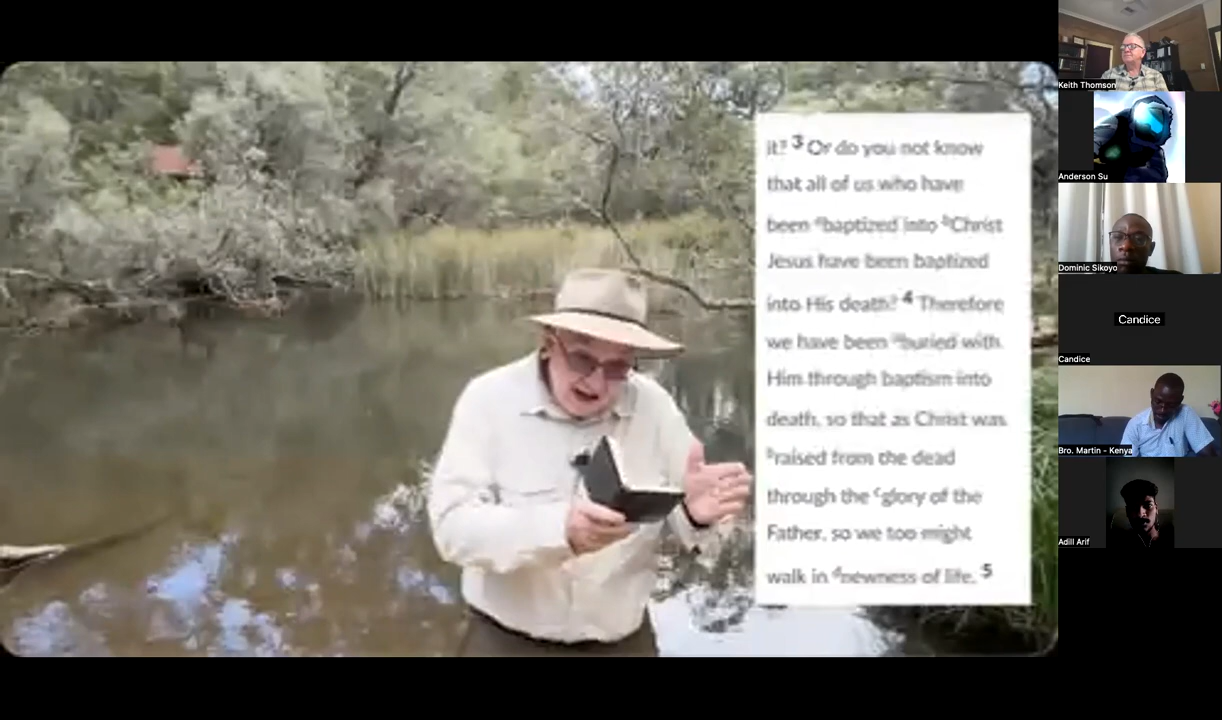 it? 3 Or do you not know
that all of us who have
been a baptized into b Christ
Jesus have been baptized
into His death? 4 Therefore
we have been a buried with
Him through baptism into
death, so that as Christ was
b raised from the dead
through the c glory of the
Father, so we too might
walk in d newness of life. 5
Keith Thomson
Anderson Su
Dominic Sikoyo
Candice
Candice
Bro. Martin - Kenya
Adill Arif